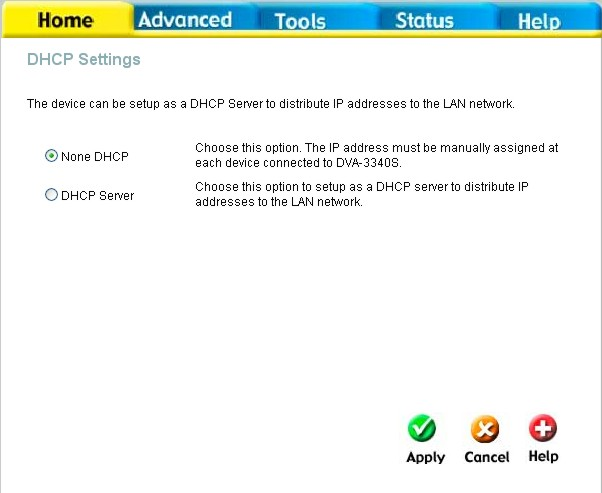 Home Advanced Tools Status Help
DHCP Settings
The device can be setup as a DHCP Server to distribute IP addresses to the LAN network.
None DHCP
Choose this option. The IP address must be manually assigned at
each device connected to DVA-3340S.
DHCP Server
Choose this option to setup as a DHCP server to distribute IP
addresses to the LAN network.
Apply Cancel Help